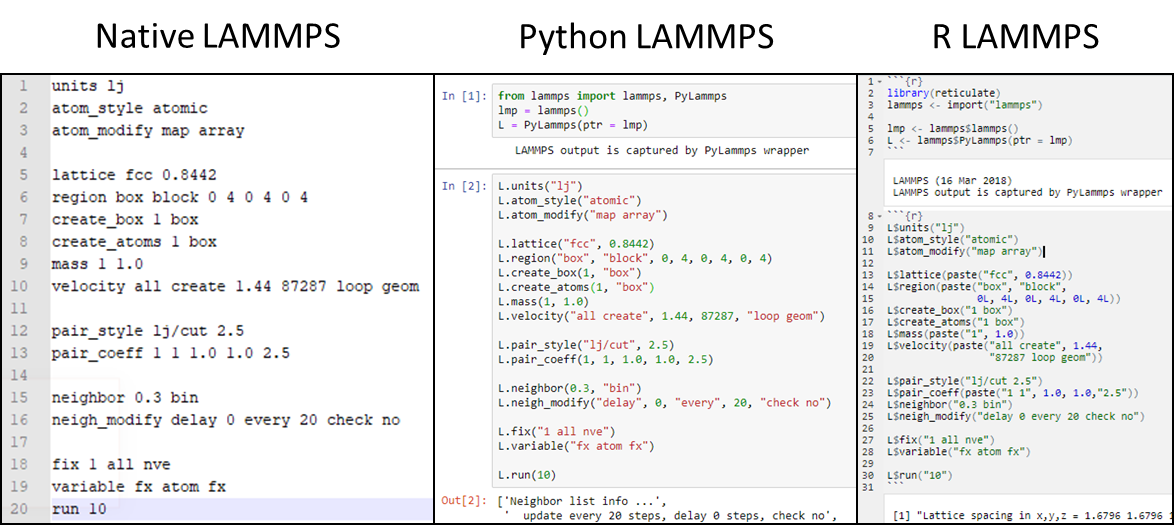 Native LAMMPS
1 units lj
2 atom_style atomic
3 atom_modify map array
4
5 lattice fcc 0.8442
6 region box block 0 4 0 4 0 4
7 create_box 1 box
8 create_atoms 1 box
9 mass 1 1.0
10 velocity all create 1.44 87287 loop geom
11
12 pair_style lj/cut 2.5
13 pair_coeff 1 1 1.0 1.0 2.5
14
15 neighbor 0.3 bin
16 neigh_modify delay 0 every 20 check no
17
18 fix 1 all nve
19 variable fx atom fx
20 run 10
Python LAMMPS
In [1]: from lammps import lammps, PyLammps
lmp = lammps()
L = PyLammps(ptr = lmp)
LAMMPS output is captured by PyLammps wrapper
In [2]: L.units("lj")
L.atom_style("atomic")
L.atom_modify("map array")
L.lattice("fcc", 0.8442)
L.region("box", "block", 0, 4, 0, 4, 0, 4)
L.create_box(1, "box")
L.create_atoms(1, "box")
L.mass(1, 1.0)
L.velocity("all create", 1.44, 87287, "loop geom")
L.pair_style("lj/cut", 2.5)
L.pair_coeff(1, 1, 1.0, 1.0, 2.5)
L.neighbor(0.3, "bin")
L.neigh_modify("delay", 0, "every", 20, "check no")
L.fix("1 all nve")
L.variable("fx atom fx")
L.run(10)
Out[2]: ['Neighbor list info ...',
' update every 20 steps, delay 0 steps, check no',
R LAMMPS
1 ```{r}
2 library(reticulate)
3 lammps <- import("lammps")
4
5 lmp <- lammps$lammps()
6 L <- lammps$PyLammps(ptr = lmp)
7 ```
LAMMPS (16 Mar 2018)
LAMMPS output is captured by PyLammps wrapper
8 ```{r}
9 L$units("lj")
10 L$atom_style("atomic")
11 L$atom_modify("map array")
12
13 L$lattice(paste("fcc", 0.8442))
14 L$region(paste("box", "block",
15 0L, 4L, 0L, 4L, 0L, 4L))
16 L$create_box("1 box")
17 L$create_atoms("1 box")
18 L$mass(paste("1", 1.0))
19 L$velocity(paste("all create", 1.44,
20 "87287 loop geom"))
21
22 L$pair_style("lj/cut 2.5")
23 L$pair_coeff(paste("1 1", 1.0, 1.0,"2.5"))
24 L$neighbor("0.3 bin")
25 L$neigh_modify("delay 0 every 20 check no")
26
27 L$fix("1 all nve")
28 L$variable("fx atom fx")
29
30 L$run("10")
31 ```
[1] "Lattice spacing in x,y,z = 1.6796 1.6796